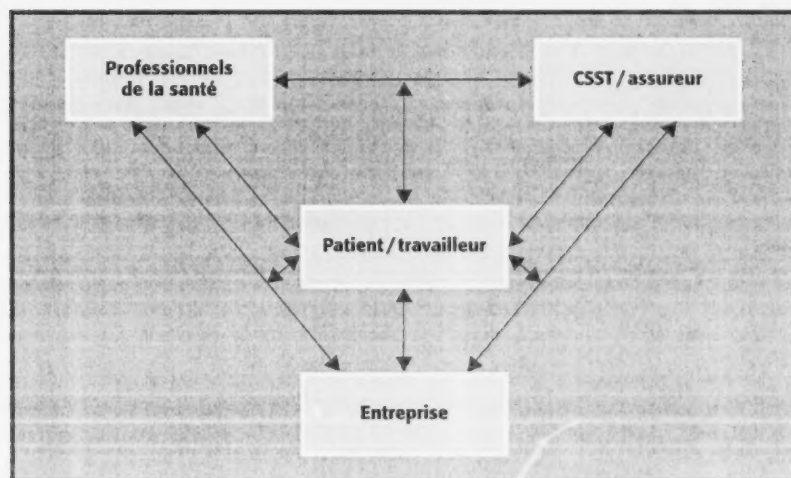 Professionnels
de la santé
CSST / assureur
Patient / travailleur
Entreprise